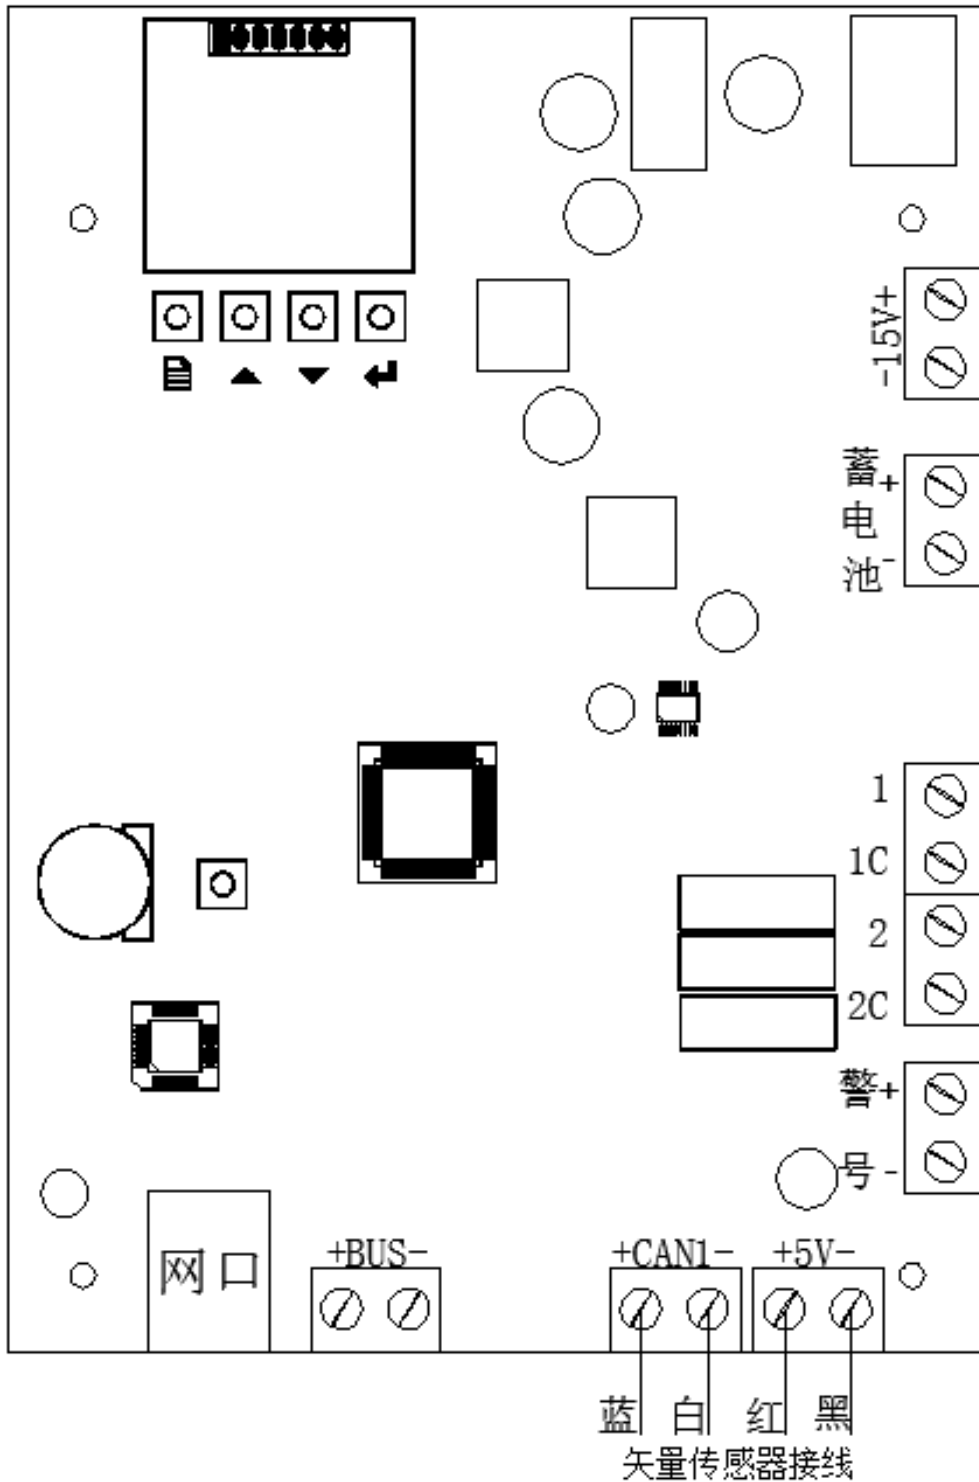 -15V+
蓄+
电
池-
1
1C
2
2C
警+
号-
网口
+BUS-
+CAN1-
+5V-
蓝 白 红 黑
矢量传感器接线